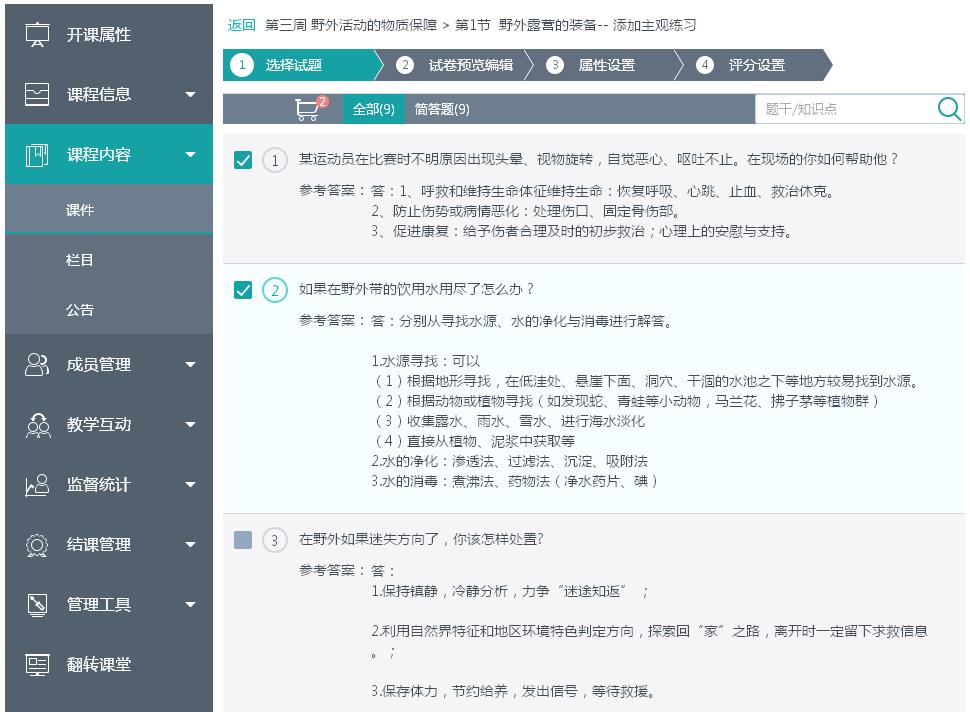 开课属性
课程信息
课程内容
课件
栏目
公告
成员管理
教学互动
监督统计
结课管理
管理工具
翻转课堂
返回 第三周 野外活动的物质保障 > 第1节 野外露营的装备-- 添加主观练习
1 选择试题 2 试卷预览编辑 3 属性设置 4 评分设置
2 全部(9) 简答题(9) 题干/知识点
1 某运动员在比赛时不明原因出现头晕、视物旋转，自觉恶心、呕吐不止。在现场的你如何帮助他？
参考答案：答：1、呼救和维持生命体征维持生命：恢复呼吸、心跳、止血、救治休克。
2、防止伤势或病情恶化：处理伤口、固定骨伤部。
3、促进康复：给予伤者合理及时的初步救治；心理上的安慰与支持。
2 如果在野外带的饮用水用尽了怎么办？
参考答案：答：分别从寻找水源、水的净化与消毒进行解答。
1.水源寻找：可以
（1）根据地形寻找，在低洼处、悬崖下面、洞穴、干涸的水池之下等地方较易找到水源。
（2）根据动物或植物寻找（如发现蛇、青蛙等小动物，马兰花、拂子茅等植物群）
（3）收集露水、雨水、雪水、进行海水淡化
（4）直接从植物、泥浆中获取等
2.水的净化：渗透法、过滤法、沉淀、吸附法
3.水的消毒：煮沸法、药物法（净水药片、碘）
3 在野外如果迷失方向了，你该怎样处置?
参考答案：答：
1.保持镇静，冷静分析，力争“迷途知返” ；
2.利用自然界特征和地区环境特色判定方向，探索回“家”之路，离开时一定留下求救信息
。；
3.保存体力，节约给养，发出信号，等待救援。